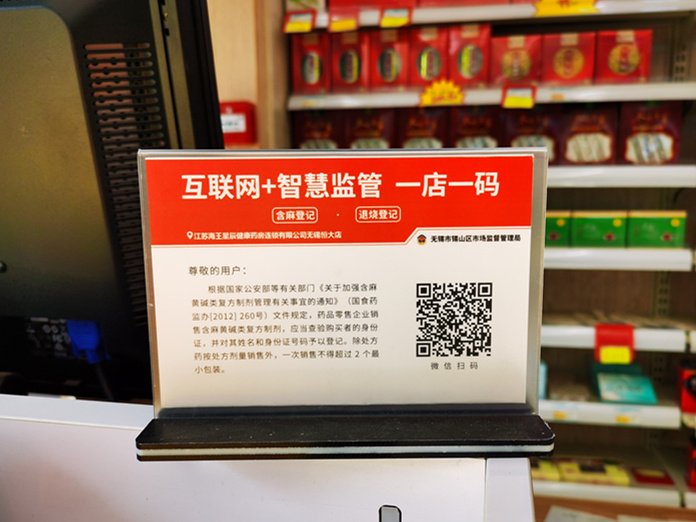 互联网+智慧监管 一店一码
含麻登记 · 退烧登记
江苏海王星辰健康药房连锁有限公司无锡恒大店
无锡市锡山区市场监督管理局
尊敬的用户：
根据国家公安部等有关部门《关于加强含麻
黄碱类复方制剂管理有关事宜的通知》（国食药
监办[2012] 260号）文件规定，药品零售企业销
售含麻黄碱类复方制剂，应当查验购买者的身份
证，并对其姓名和身份证号码予以登记。除处方
药按处方剂量销售外，一次销售不得超过 2 个最
小包装。
微信扫码